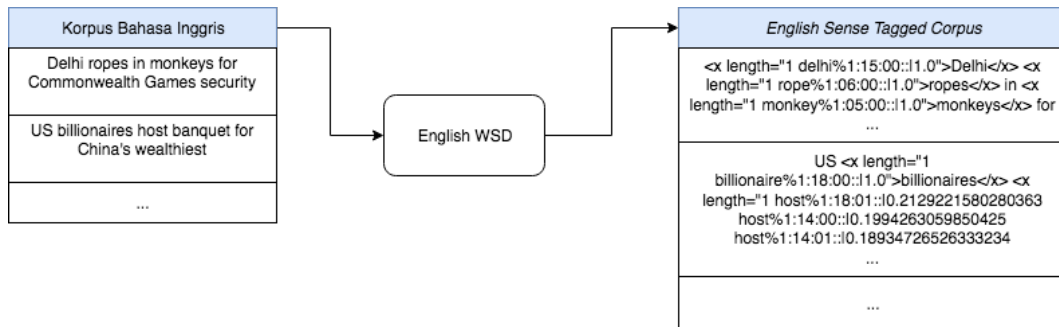 Korpus Bahasa Inggris
Delhi ropes in monkeys for
Commonwealth Games security
US billionaires host banquet for
China's wealthiest
...
English WSD
English Sense Tagged Corpus
<x length="1 delhi%1:15:00::|1.0">Delhi</x> <x
length="1 rope%1:06:00::|1.0">ropes</x> in <x
length="1 monkey%1:05:00::|1.0">monkeys</x> for
...
US <x length="1
billionaire%1:18:00::|1.0">billionaires</x> <x
length="1 host%1:18:01::|0.2129221580280363
host%1:14:00::|0.1994263059850425
host%1:14:01::|0.18934726526333234
...
...